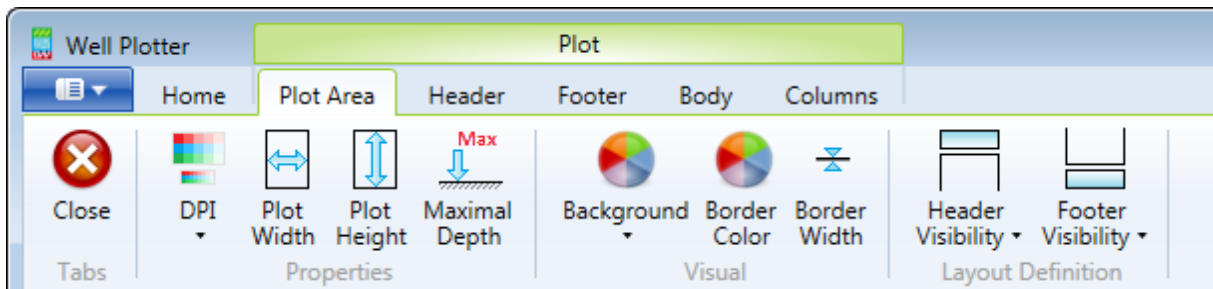 Well Plotter
Plot
Home Plot Area Header Footer Body Columns
Max
Close DPI Plot Plot Maximal Background Border Border Header Footer
Width Height Depth Color Width Visibility Visibility
Tabs Properties Visual Layout Definition